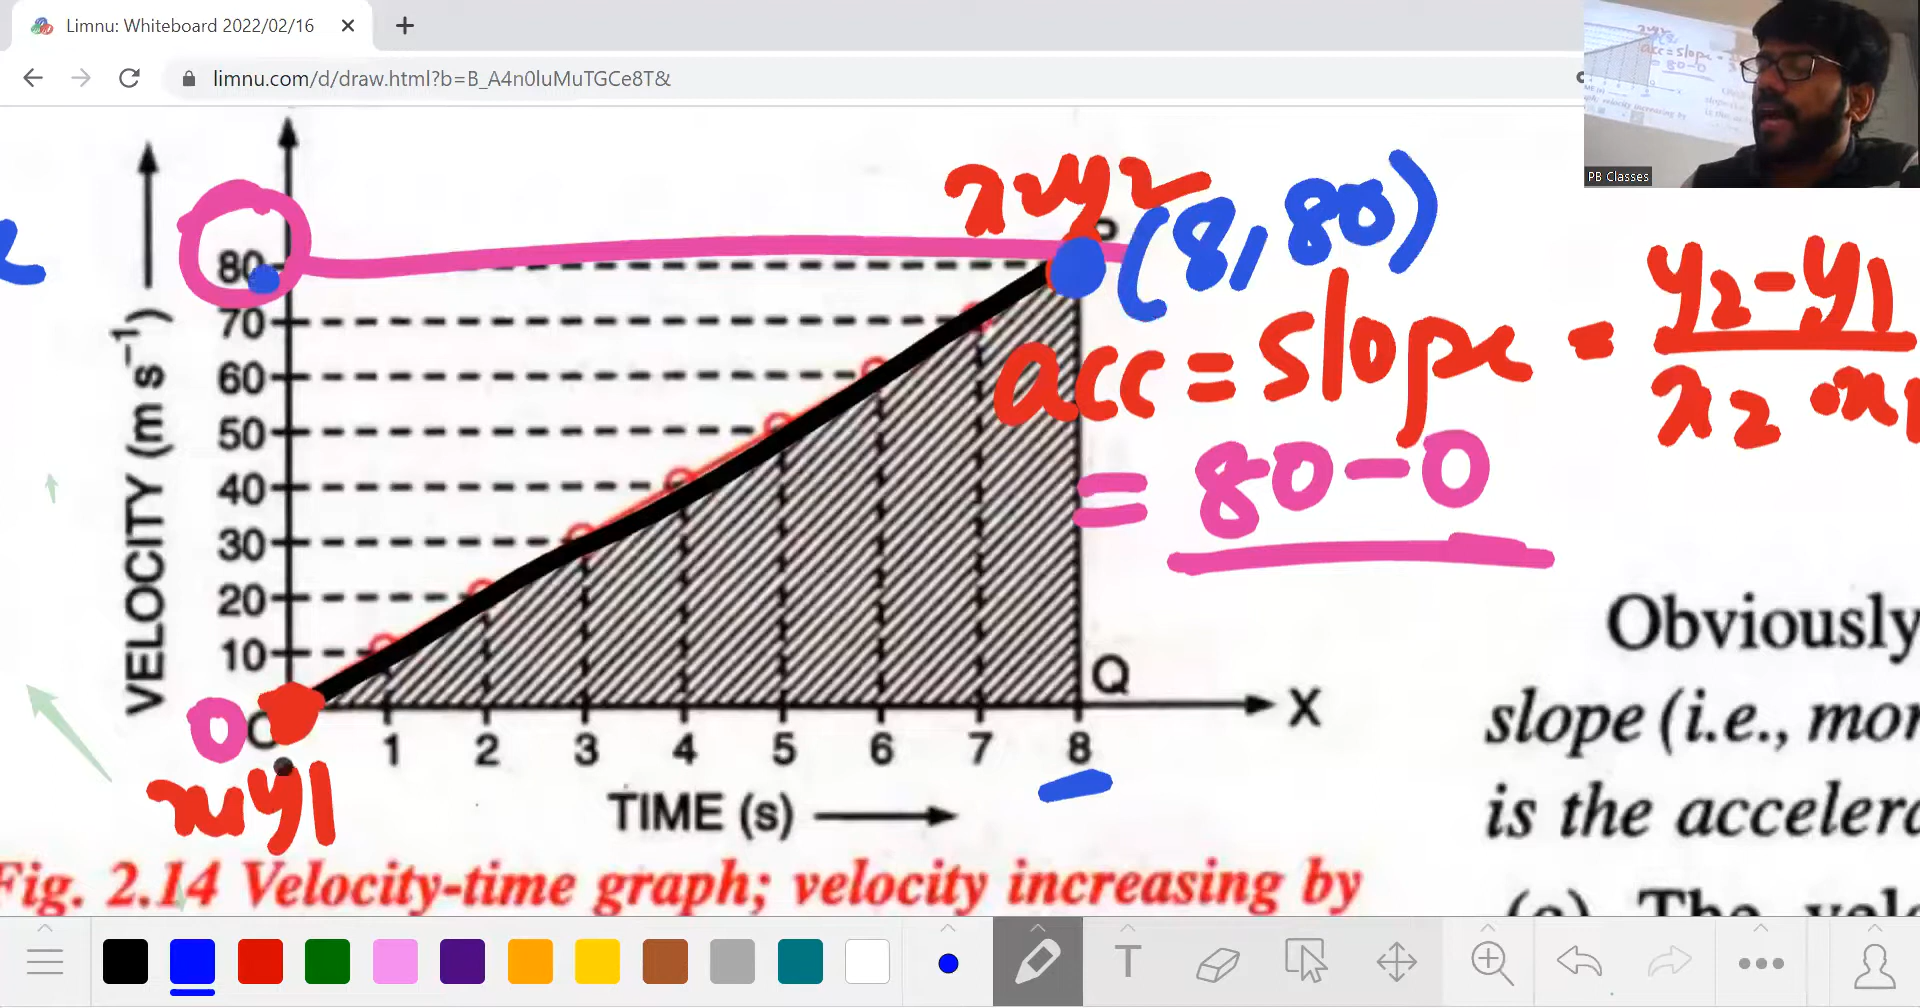 Limnu: Whiteboard 2022/02/16
limnu.com/d/draw.html?b=B_A4n0luMuTGCe8T&
PB Classes
x2y2
P
(8,80)
80
70
60
50
40
30
20
10
VELOCITY (m s⁻¹)
acc = slope = y2-y1
x2-x1
= 80-0
Q
0
O
X
1 2 3 4 5 6 7 8
x1y1
TIME (s)
Obviously
slope (i.e., mor
is the accelera
Fig. 2.14 Velocity-time graph; velocity increasing by
T